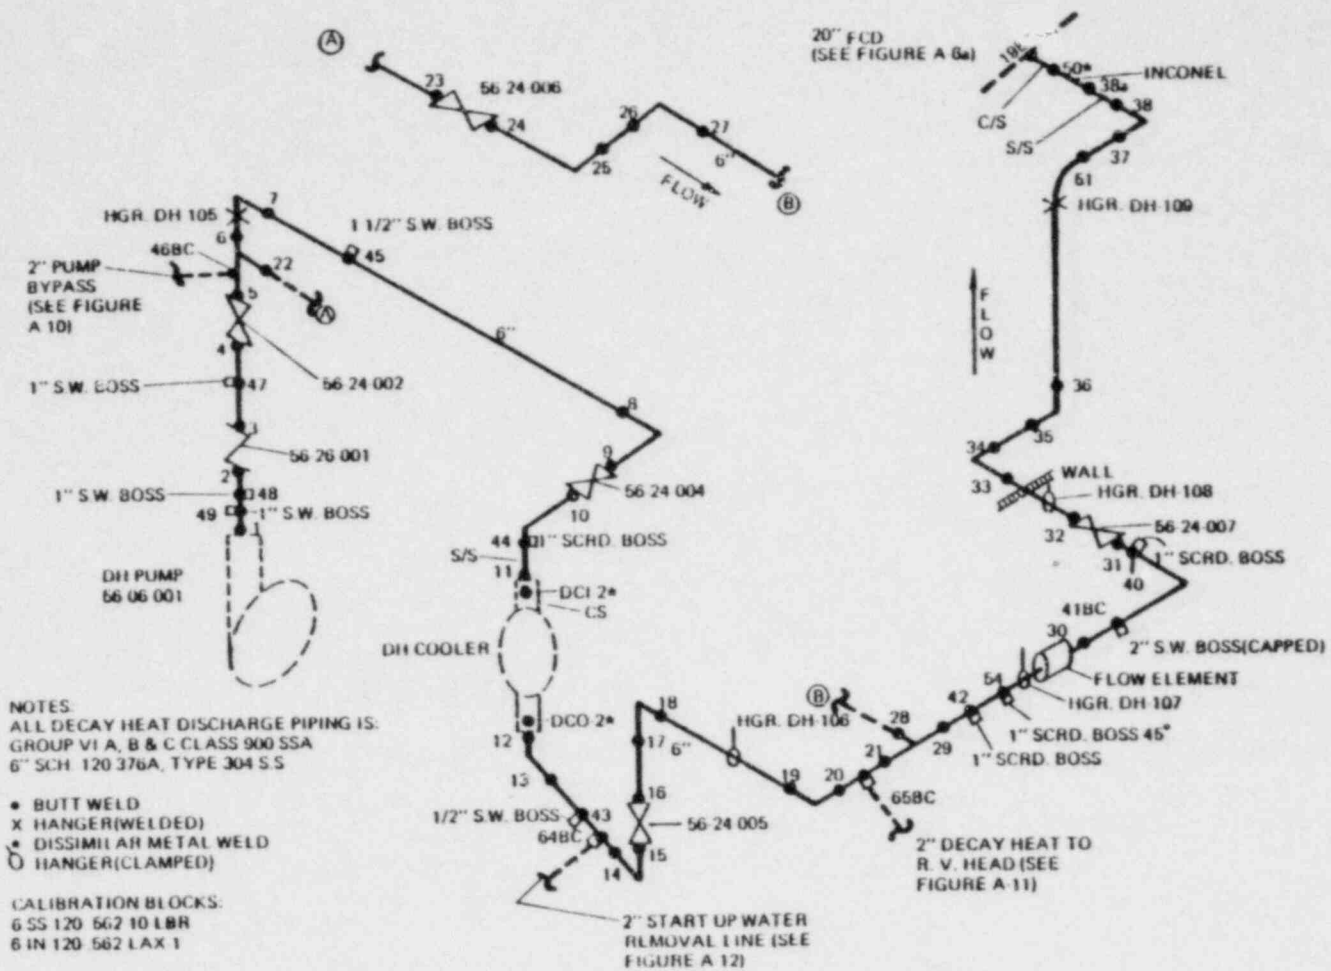 A
23
56 24 006
24
25
26
27
6"
FLOW
B
20" FCD
(SEE FIGURE A 6a)
50*
INCONEL
38a
38
C/S
S/S
37
61
HGR. DH 109
FLOW
36
35
34
33
WALL
HGR. DH-108
32
56-24-007
31
1" SCRD. BOSS
40
41BC
30
2" S.W. BOSS(CAPPED)
FLOW ELEMENT
54
HGR. DH-107
42
1" SCRD. BOSS 45°
29
1" SCRD. BOSS
28
B
21
20
65BC
2" DECAY HEAT TO
R. V. HEAD (SEE
FIGURE A-11)
19
HGR. DH-106
18
6"
17
16
56-24 005
15
14
64BC
43
1/2" S.W. BOSS
13
12
2" START UP WATER
REMOVAL LINE (SEE
FIGURE A 12)
DCO-2*
DH COOLER
CS
DCI 2*
11
S/S
44
1" SCRD. BOSS
10
56 24 004
9
8
6"
45
1 1/2" S.W. BOSS
7
HGR. DH 105
6
46BC
22
A
2" PUMP
BYPASS
(SEE FIGURE
A 10)
5
4
56 24 002
1" S.W. BOSS
47
3
56 26 001
2
1" S.W. BOSS
48
49
1" S.W. BOSS
1
DH PUMP
56 06 001
NOTES:
ALL DECAY HEAT DISCHARGE PIPING IS:
GROUP VI A, B & C CLASS 900 SSA
6" SCH 120 376A, TYPE 304 S.S
• BUTT WELD
X HANGER(WELDED)
* DISSIMILAR METAL WELD
HANGER(CLAMPED)
CALIBRATION BLOCKS:
6 SS 120 .562 10 LBR
6 IN 120 .562 LAX 1